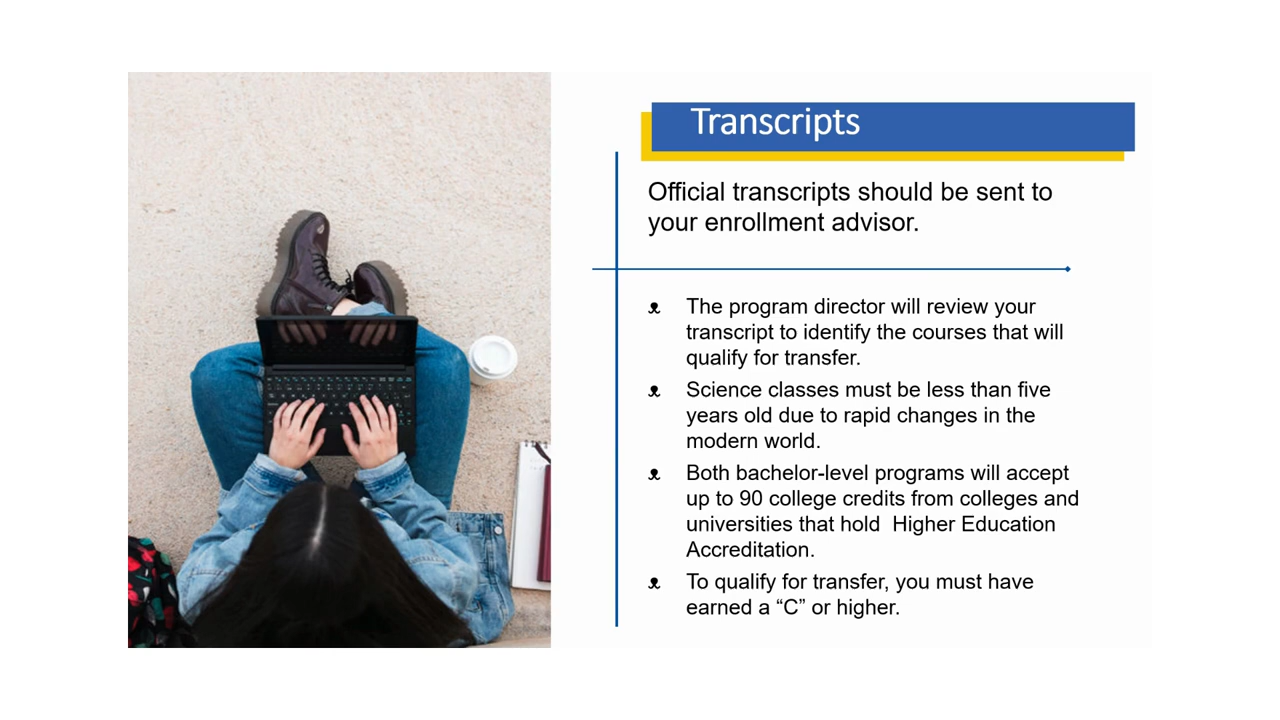 Transcripts
Official transcripts should be sent to
your enrollment advisor.
The program director will review your
transcript to identify the courses that will
qualify for transfer.
Science classes must be less than five
years old due to rapid changes in the
modern world.
Both bachelor-level programs will accept
up to 90 college credits from colleges and
universities that hold  Higher Education
Accreditation.
To qualify for transfer, you must have
earned a “C” or higher.